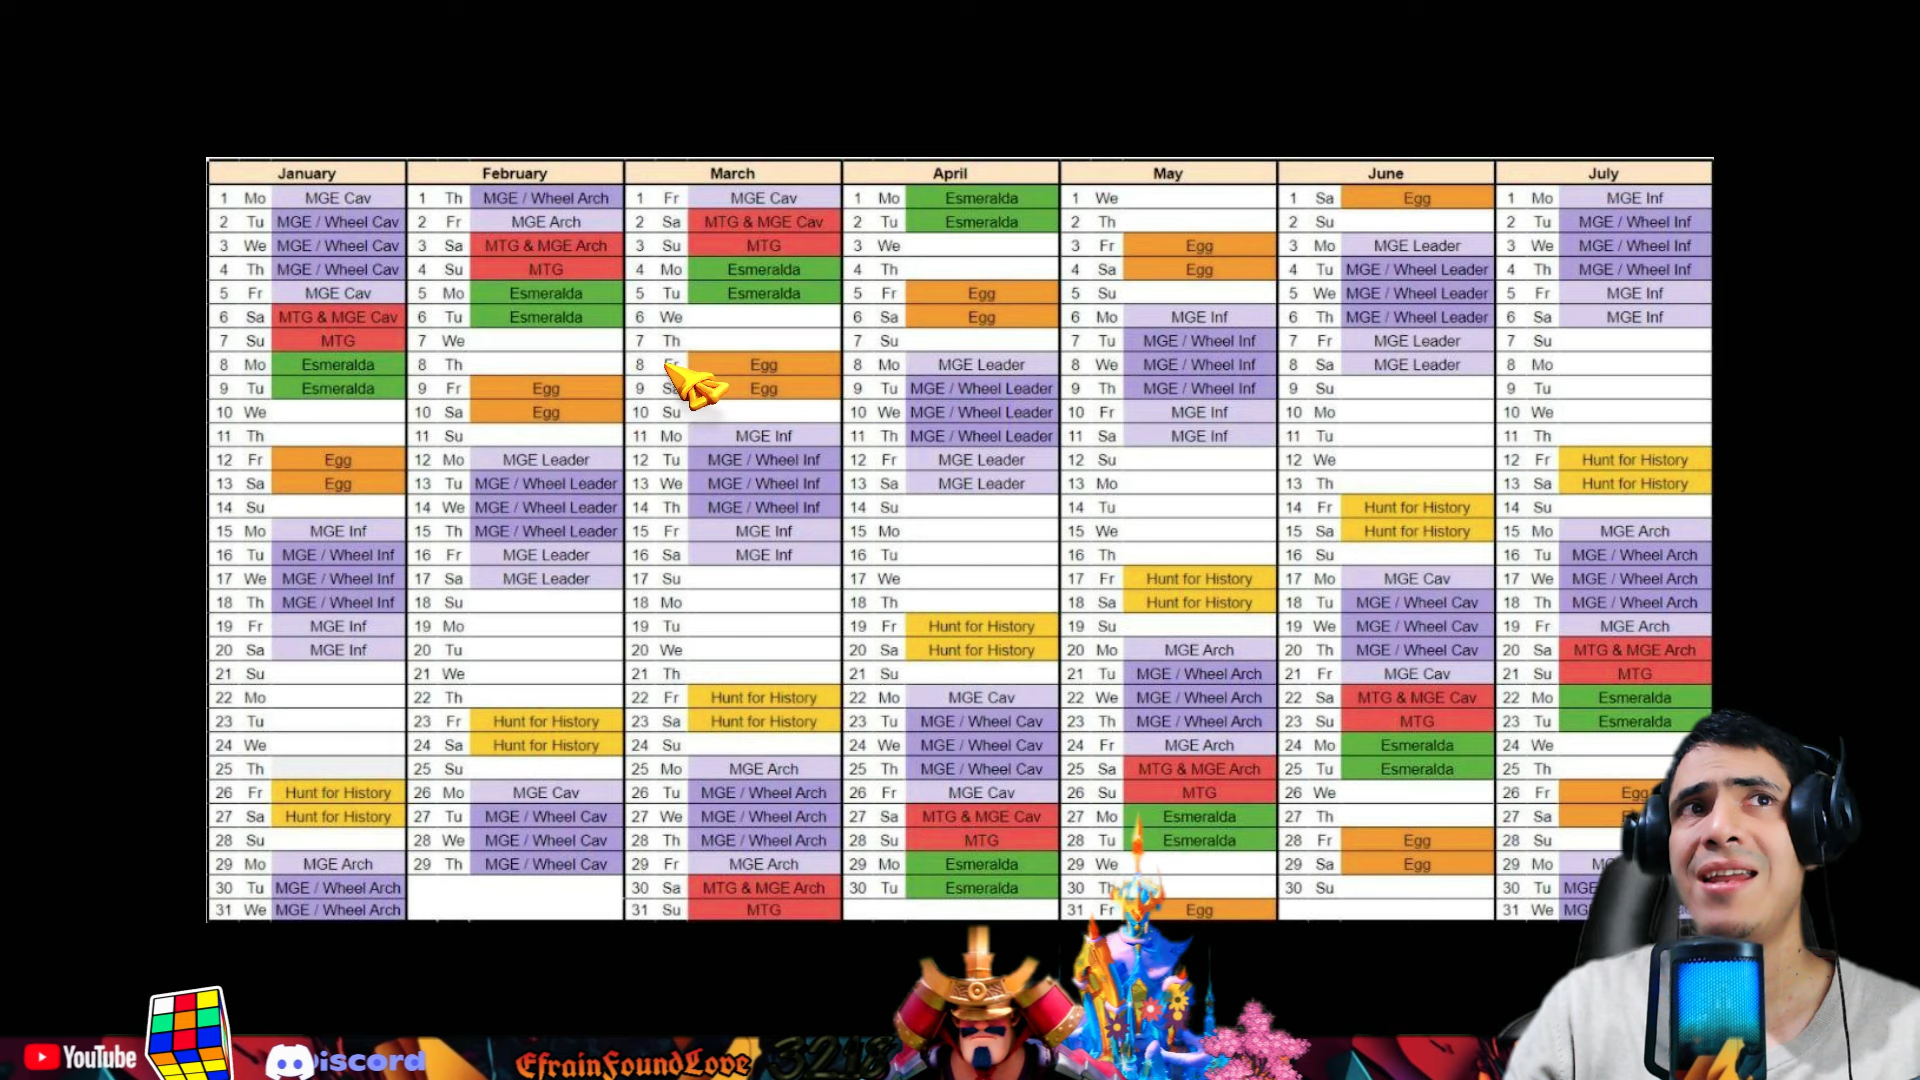 January February March April May June July
1 Mo MGE Cav 1 Th MGE / Wheel Arch 1 Fr MGE Cav 1 Mo Esmeralda 1 We 1 Sa Egg 1 Mo MGE Inf
2 Tu MGE / Wheel Cav 2 Fr MGE Arch 2 Sa MTG & MGE Cav 2 Tu Esmeralda 2 Th 2 Su 2 Tu MGE / Wheel Inf
3 We MGE / Wheel Cav 3 Sa MTG & MGE Arch 3 Su MTG 3 We 3 Fr Egg 3 Mo MGE Leader 3 We MGE / Wheel Inf
4 Th MGE / Wheel Cav 4 Su MTG 4 Mo Esmeralda 4 Th 4 Sa Egg 4 Tu MGE / Wheel Leader 4 Th MGE / Wheel Inf
5 Fr MGE Cav 5 Mo Esmeralda 5 Tu Esmeralda 5 Fr Egg 5 Su 5 We MGE / Wheel Leader 5 Fr MGE Inf
6 Sa MTG & MGE Cav 6 Tu Esmeralda 6 We 6 Sa Egg 6 Mo MGE Inf 6 Th MGE / Wheel Leader 6 Sa MGE Inf
7 Su MTG 7 We 7 Th 7 Su 7 Tu MGE / Wheel Inf 7 Fr MGE Leader 7 Su
8 Mo Esmeralda 8 Th 8 Fr Egg 8 Mo MGE Leader 8 We MGE / Wheel Inf 8 Sa MGE Leader 8 Mo
9 Tu Esmeralda 9 Fr Egg 9 Sa Egg 9 Tu MGE / Wheel Leader 9 Th MGE / Wheel Inf 9 Su 9 Tu
10 We 10 Sa Egg 10 Su 10 We MGE / Wheel Leader 10 Fr MGE Inf 10 Mo 10 We
11 Th 11 Su 11 Mo MGE Inf 11 Th MGE / Wheel Leader 11 Sa MGE Inf 11 Tu 11 Th
12 Fr Egg 12 Mo MGE Leader 12 Tu MGE / Wheel Inf 12 Fr MGE Leader 12 Su 12 We 12 Fr Hunt for History
13 Sa Egg 13 Tu MGE / Wheel Leader 13 We MGE / Wheel Inf 13 Sa MGE Leader 13 Mo 13 Th 13 Sa Hunt for History
14 Su 14 We MGE / Wheel Leader 14 Th MGE / Wheel Inf 14 Su 14 Tu 14 Fr Hunt for History 14 Su
15 Mo MGE Inf 15 Th MGE / Wheel Leader 15 Fr MGE Inf 15 Mo 15 We 15 Sa Hunt for History 15 Mo MGE Arch
16 Tu MGE / Wheel Inf 16 Fr MGE Leader 16 Sa MGE Inf 16 Tu 16 Th 16 Su 16 Tu MGE / Wheel Arch
17 We MGE / Wheel Inf 17 Sa MGE Leader 17 Su 17 We 17 Fr Hunt for History 17 Mo MGE Cav 17 We MGE / Wheel Arch
18 Th MGE / Wheel Inf 18 Su 18 Mo 18 Th 18 Sa Hunt for History 18 Tu MGE / Wheel Cav 18 Th MGE / Wheel Arch
19 Fr MGE Inf 19 Mo 19 Tu 19 Fr Hunt for History 19 Su 19 We MGE / Wheel Cav 19 Fr MGE Arch
20 Sa MGE Inf 20 Tu 20 We 20 Sa Hunt for History 20 Mo MGE Arch 20 Th MGE / Wheel Cav 20 Sa MTG & MGE Arch
21 Su 21 We 21 Th 21 Su 21 Tu MGE / Wheel Arch 21 Fr MGE Cav 21 Su MTG
22 Mo 22 Th 22 Fr Hunt for History 22 Mo MGE Cav 22 We MGE / Wheel Arch 22 Sa MTG & MGE Cav 22 Mo Esmeralda
23 Tu 23 Fr Hunt for History 23 Sa Hunt for History 23 Tu MGE / Wheel Cav 23 Th MGE / Wheel Arch 23 Su MTG 23 Tu Esmeralda
24 We 24 Sa Hunt for History 24 Su 24 We MGE / Wheel Cav 24 Fr MGE Arch 24 Mo Esmeralda 24 We
25 Th 25 Su 25 Mo MGE Arch 25 Th MGE / Wheel Cav 25 Sa MTG & MGE Arch 25 Tu Esmeralda 25 Th
26 Fr Hunt for History 26 Mo MGE Cav 26 Tu MGE / Wheel Arch 26 Fr MGE Cav 26 Su MTG 26 We 26 Fr Egg
27 Sa Hunt for History 27 Tu MGE / Wheel Cav 27 We MGE / Wheel Arch 27 Sa MTG & MGE Cav 27 Mo Esmeralda 27 Th 27 Sa
28 Su 28 We MGE / Wheel Cav 28 Th MGE / Wheel Arch 28 Su MTG 28 Tu Esmeralda 28 Fr Egg 28 Su
29 Mo MGE Arch 29 Th MGE / Wheel Cav 29 Fr MGE Arch 29 Mo Esmeralda 29 We 29 Sa Egg 29 Mo
30 Tu MGE / Wheel Arch 30 Sa MTG & MGE Arch 30 Tu Esmeralda 30 Th 30 Su 30 Tu MGE
31 We MGE / Wheel Arch 31 Su MTG 31 Fr Egg 31 We
YouTube Discord EfrainFoundLove 3218